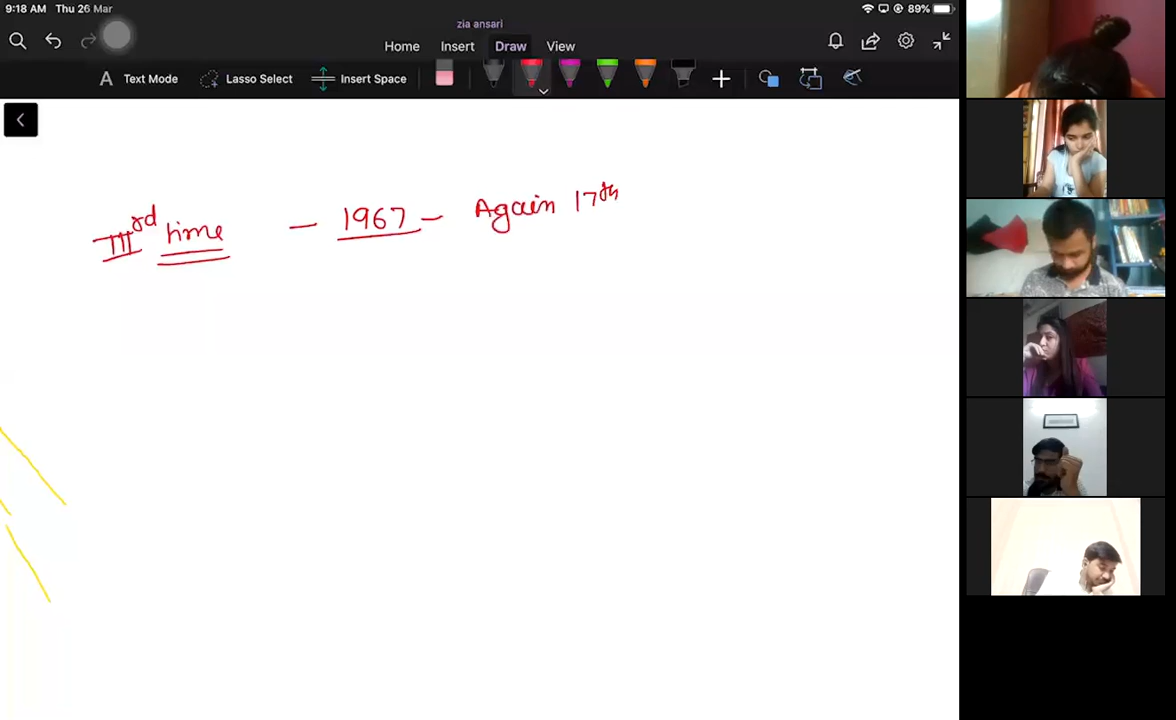 9:18 AM Thu 26 Mar 89%
zia ansari
Home Insert Draw View
Text Mode Lasso Select Insert Space
IIIrd time - 1967 - Again 17th